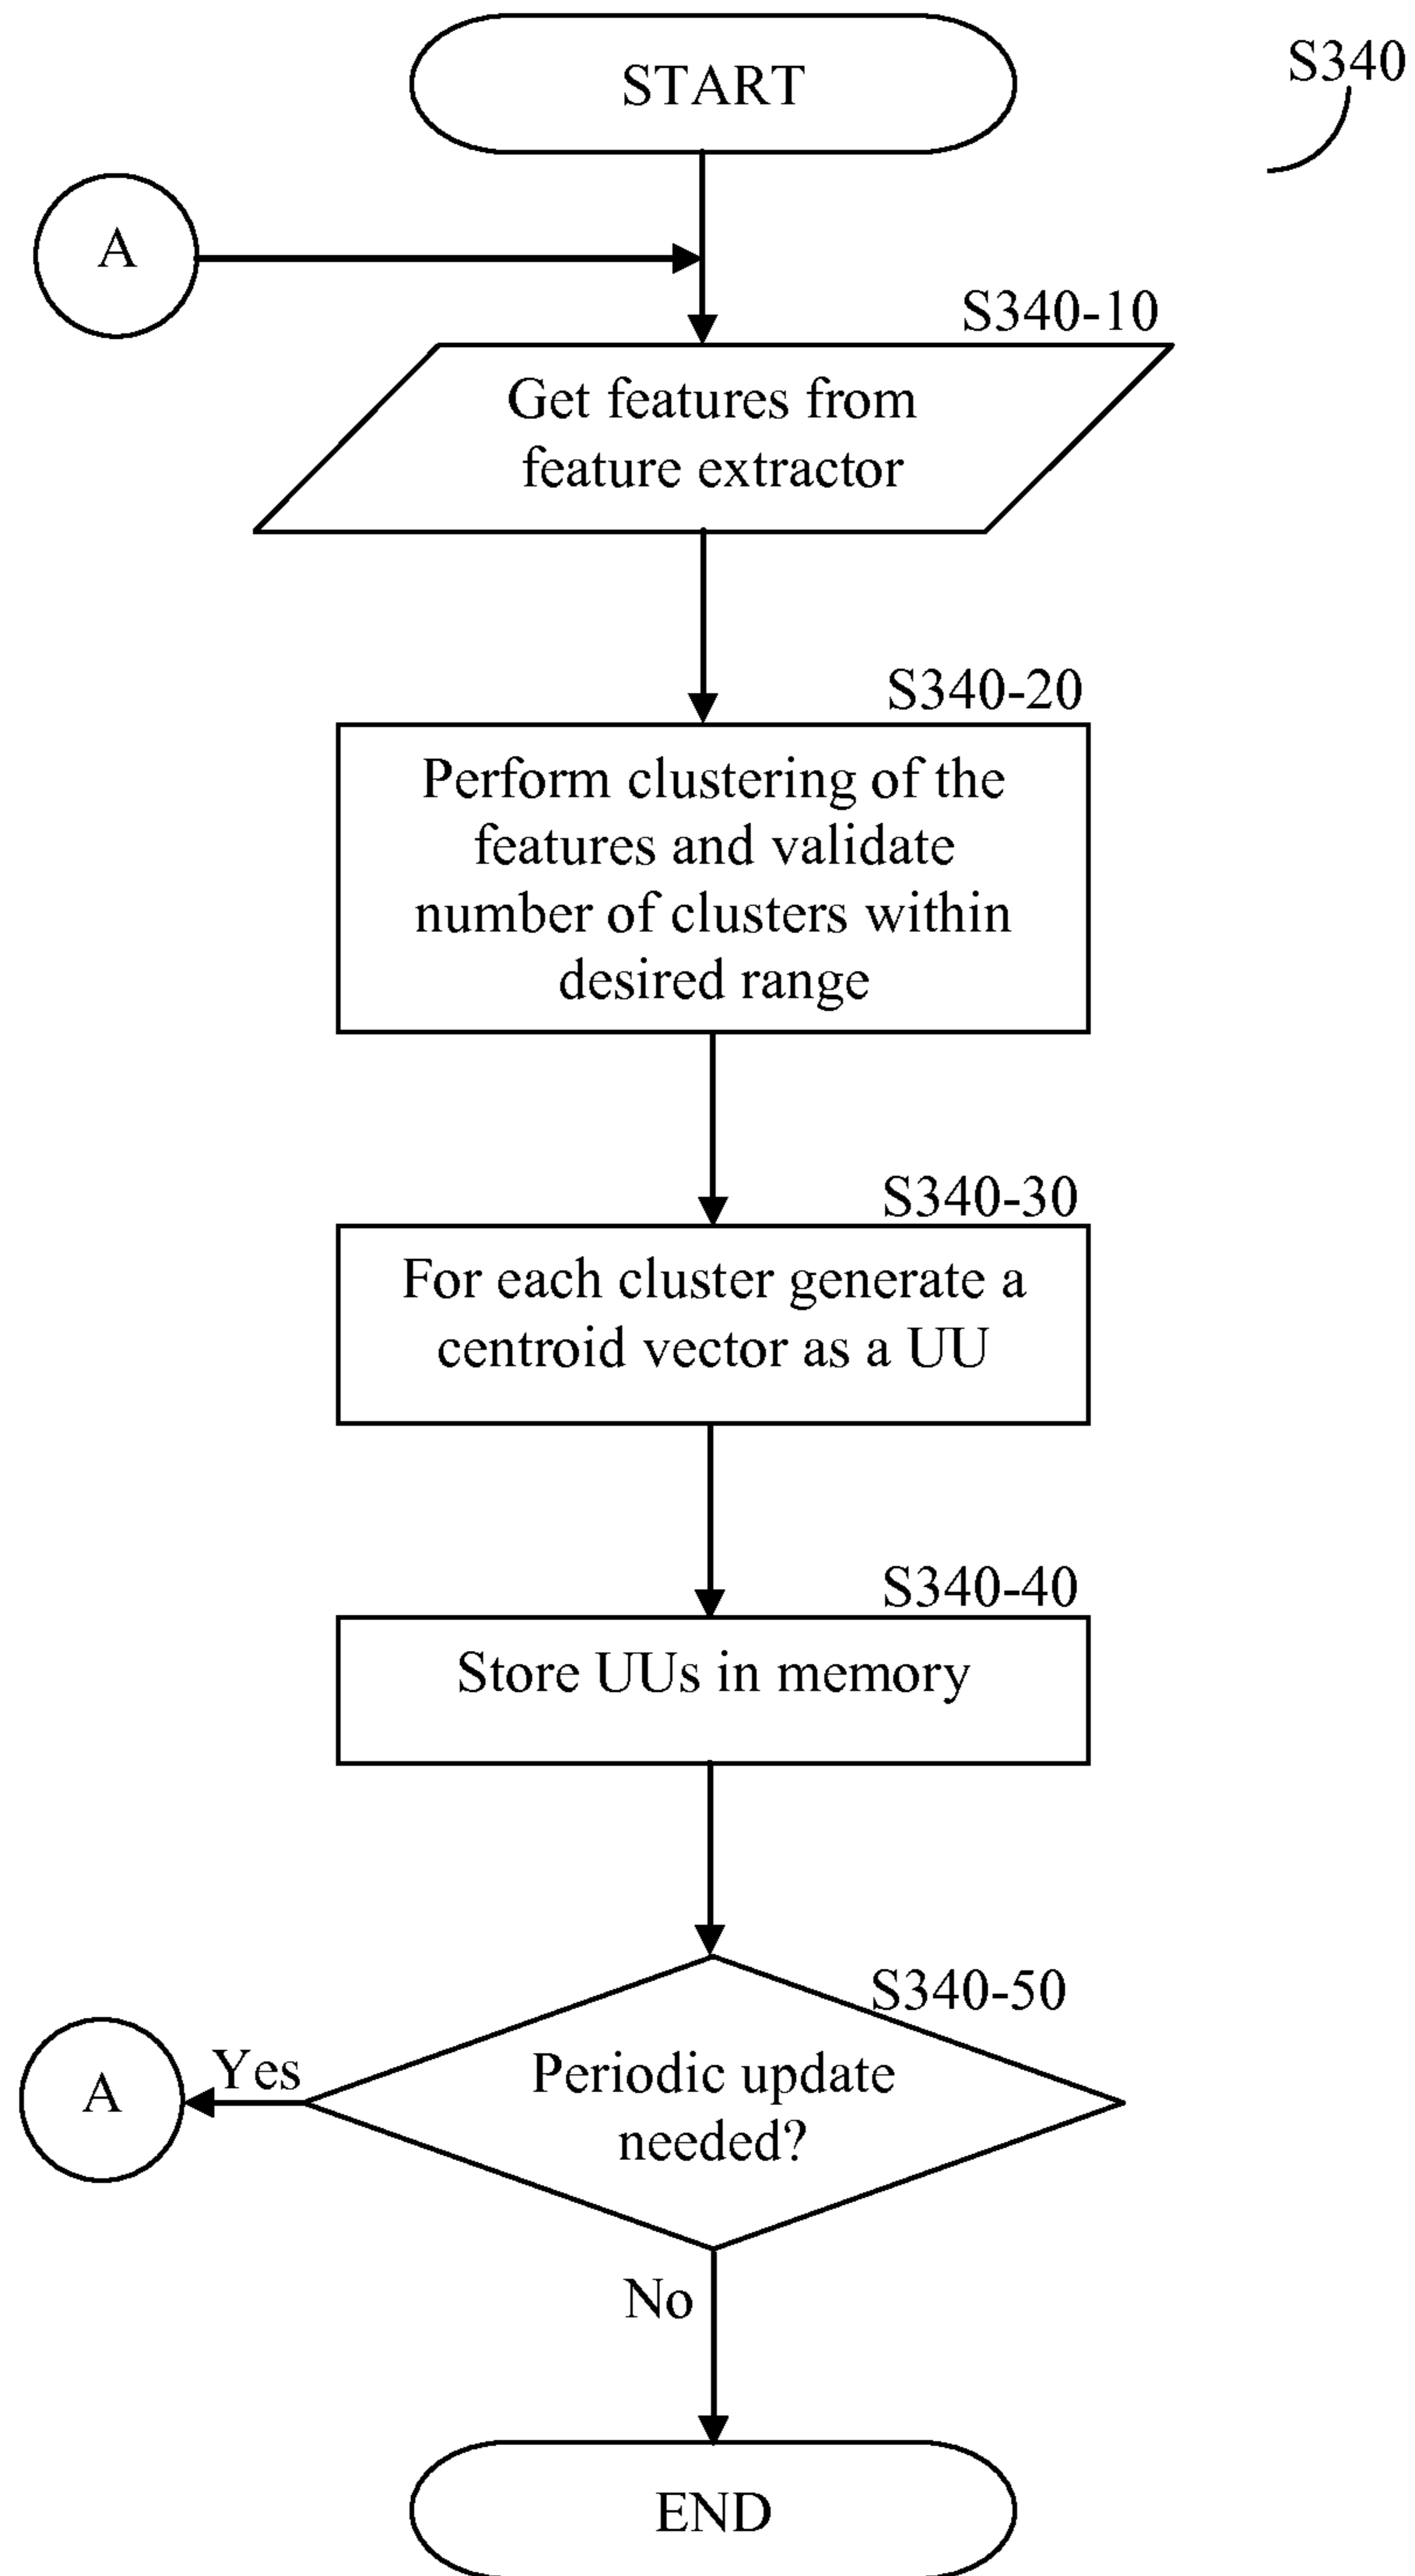 START
S340
A
S340-10
Get features from
feature extractor
S340-20
Perform clustering of the
features and validate
number of clusters within
desired range
S340-30
For each cluster generate a
centroid vector as a UU
S340-40
Store UUs in memory
S340-50
Periodic update
needed?
Yes
A
No
END